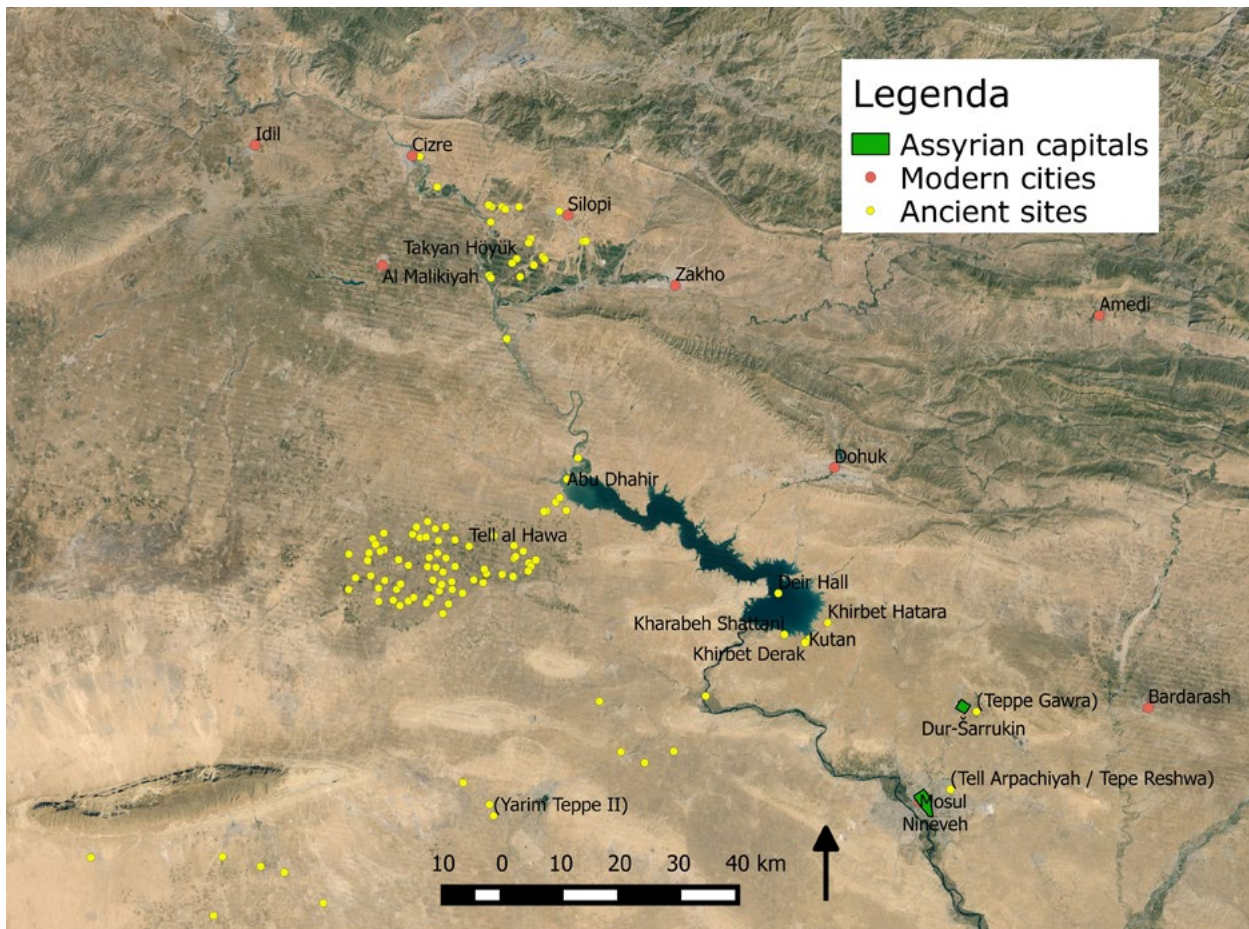 Legenda
Assyrian capitals
Modern cities
Ancient sites
Idil
Cizre
Silopi
Takyan Höyük
Al Malikiyah
Zakho
Amedi
Dohuk
Abu Dhahir
Tell al Hawa
Deir Hall
Khirbet Hatara
Kharabeh Shattani
Kutan
Khirbet Derak
(Teppe Gawra)
Bardarash
Dur-Šarrukin
(Tell Arpachiyah / Tepe Reshwa)
Mosul
Nineveh
(Yarim Teppe II)
10 0 10 20 30 40 km